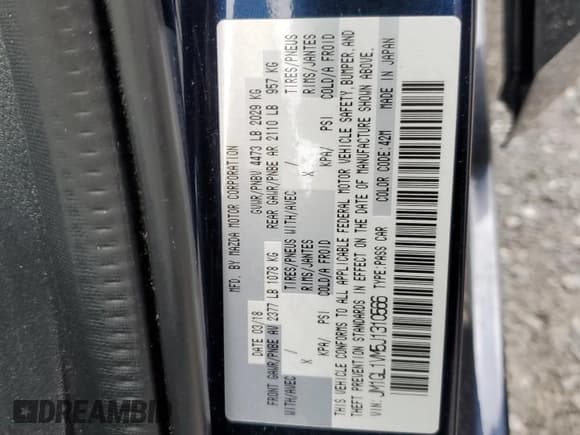 MFD. BY MAZDA MOTOR CORPORATION
DATE 03/18 GVWR/PNBV 4473 LB 2029 KG
FRONT GAWR/PNBE AV 2377 LB 1078 KG REAR GAWR/PNBE AR 2110 LB 957 KG
WITH/AVEC / TIRES/PNEUS WITH/AVEC / TIRES/PNEUS
X RIMS/JANTES X RIMS/JANTES
KPA/ PSI COLD/A FROID KPA/ PSI COLD/A FROID
THIS VEHICLE CONFORMS TO ALL APPLICABLE FEDERAL MOTOR VEHICLE SAFETY,BUMPER,AND
THEFT PREVENTION STANDARDS IN EFFECT ON THE DATE OF MANUFACTURE SHOWN ABOVE.
VIN: JM1GL1VM5J1310666 TYPE:PASS CAR COLOR CODE:42M MADE IN JAPAN
DREAMBID